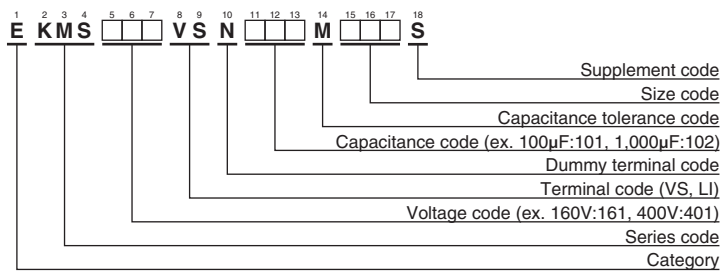 1 2 3 4 5 6 7 8 9 10 11 12 13 14 15 16 17 18
E KMS □□□ VS N □□□ M □□□ S
Supplement code
Size code
Capacitance tolerance code
Capacitance code (ex. 100µF:101, 1,000µF:102)
Dummy terminal code
Terminal code (VS, LI)
Voltage code (ex. 160V:161, 400V:401)
Series code
Category